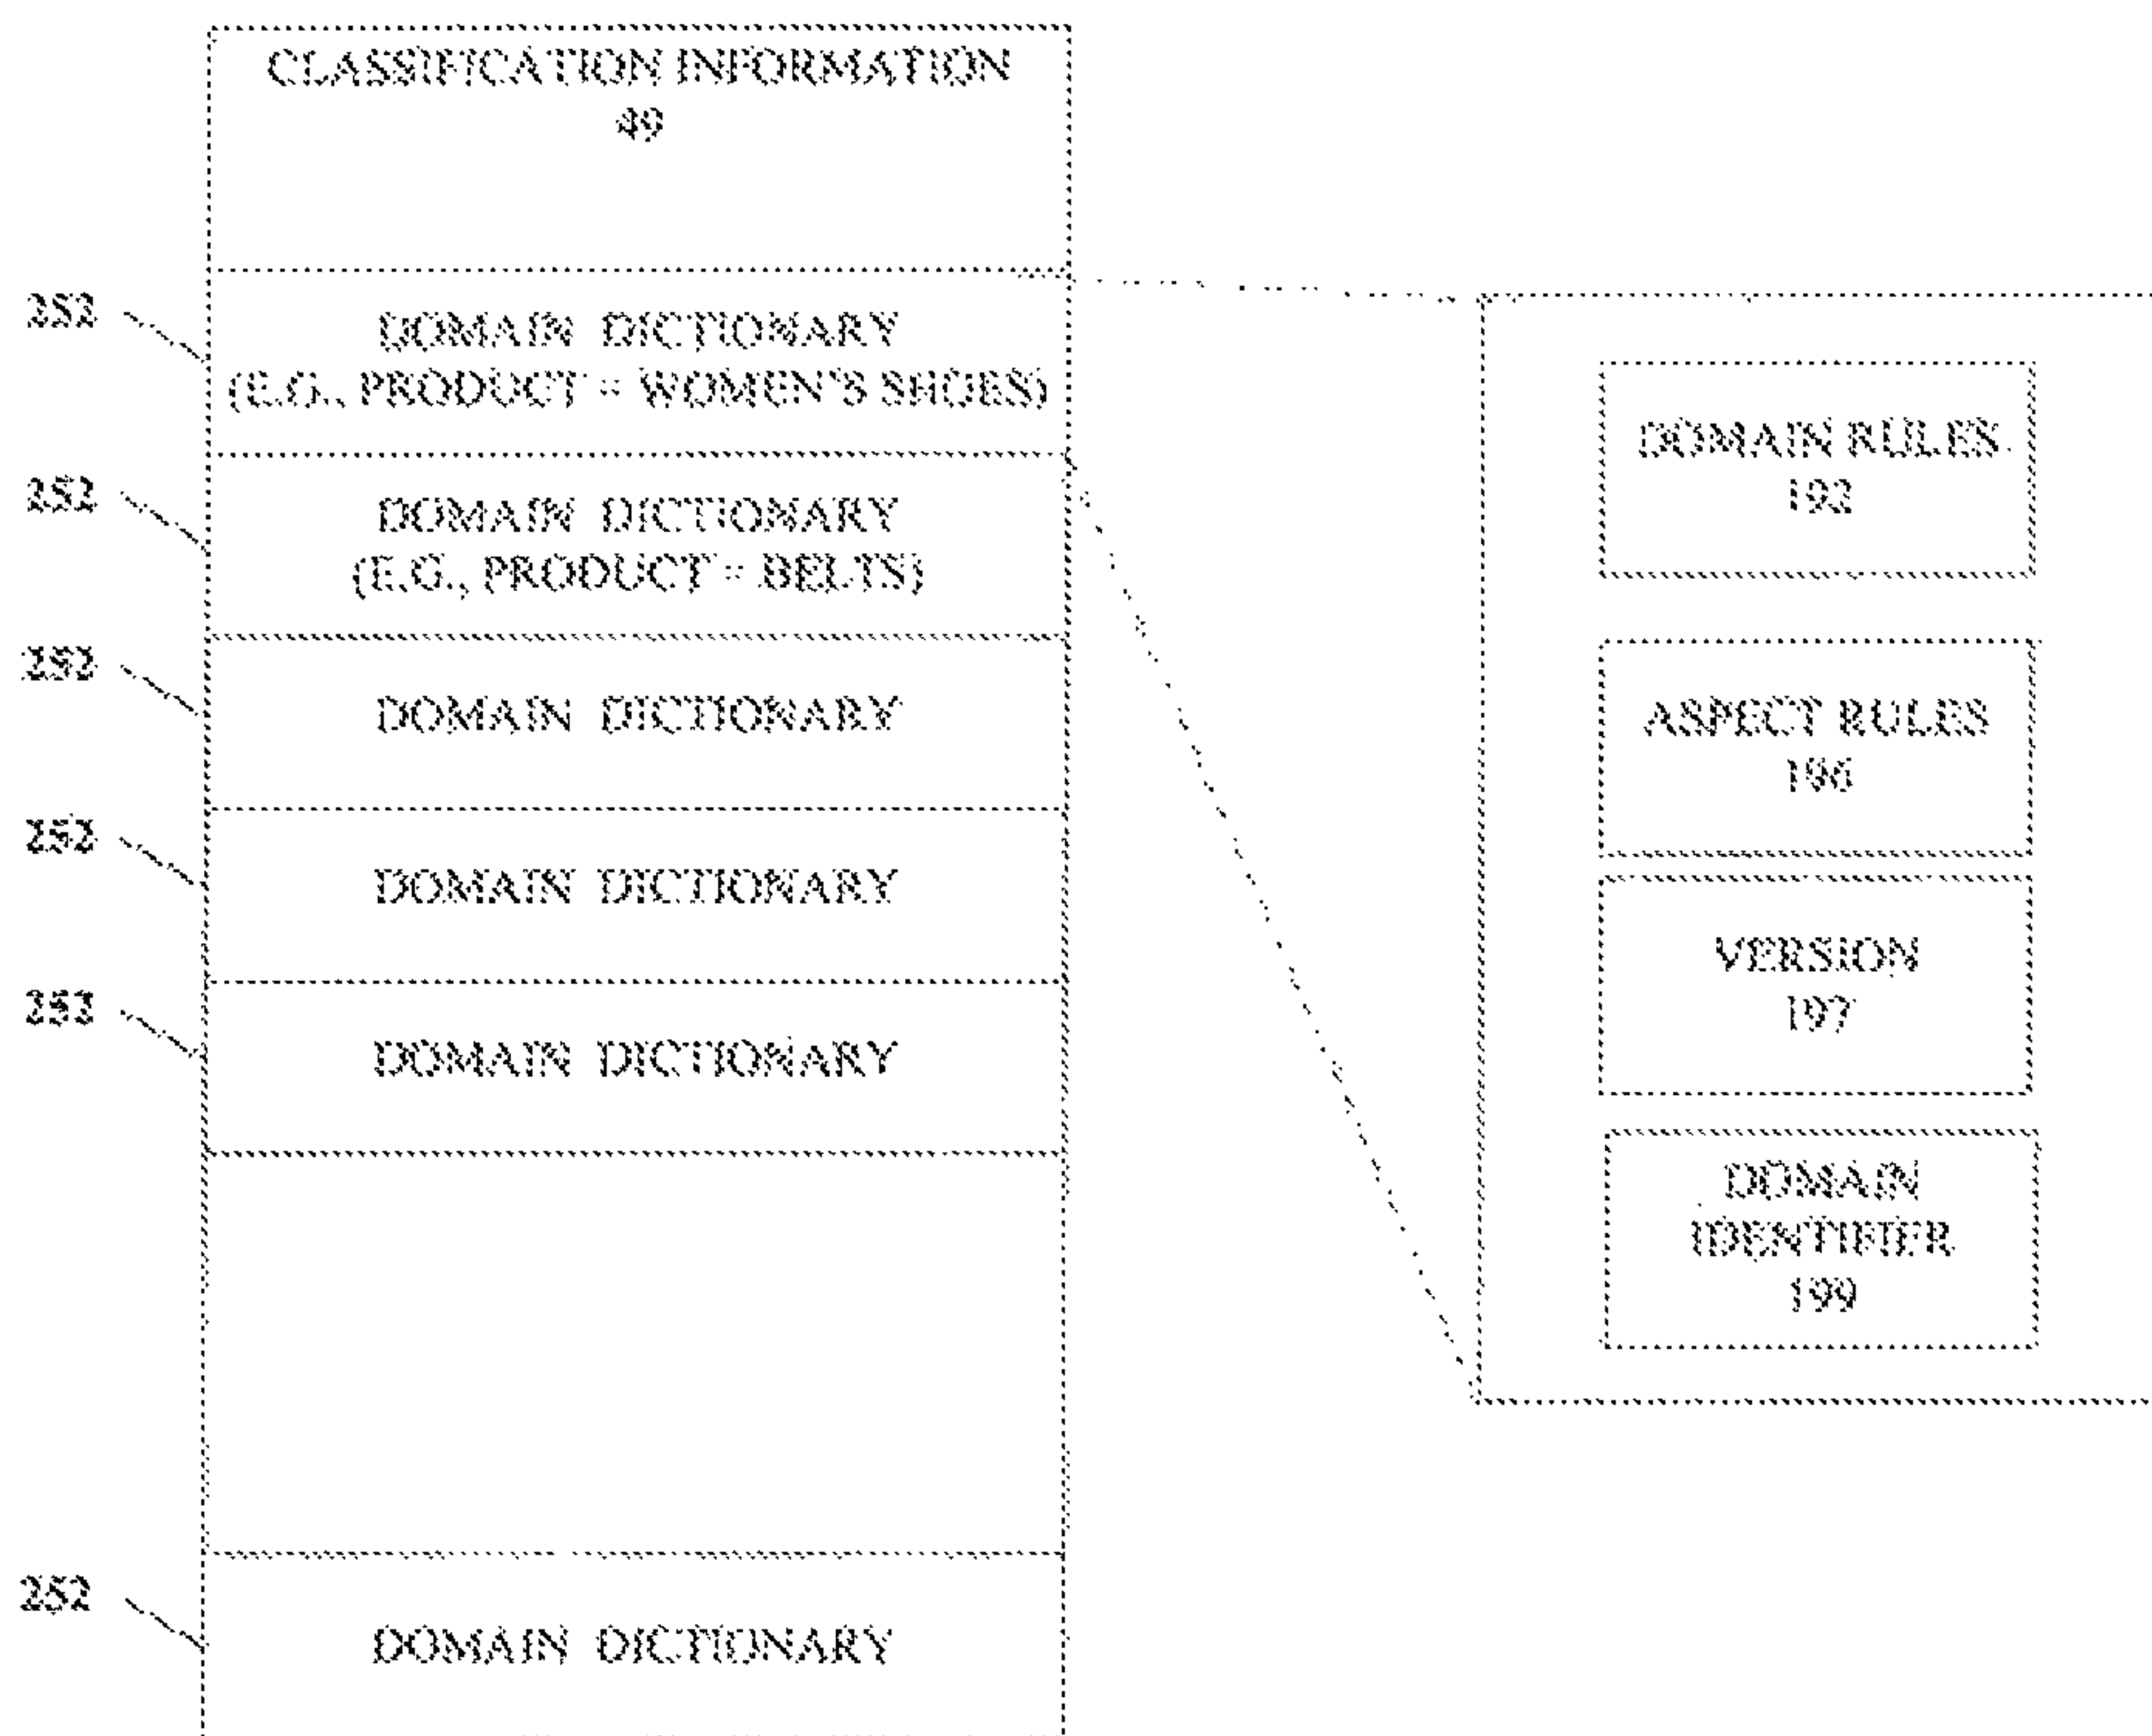 CLASSIFICATION INFORMATION
49
252
DOMAIN DICTIONARY
(E.G., PRODUCT = WOMEN'S SHOES)
252
DOMAIN DICTIONARY
(E.G., PRODUCT = BELTS)
252
DOMAIN DICTIONARY
252
DOMAIN DICTIONARY
252
DOMAIN DICTIONARY
252
DOMAIN DICTIONARY
DOMAIN RULES
192
ASPECT RULES
196
VERSION
197
DOMAIN
IDENTIFIER
199